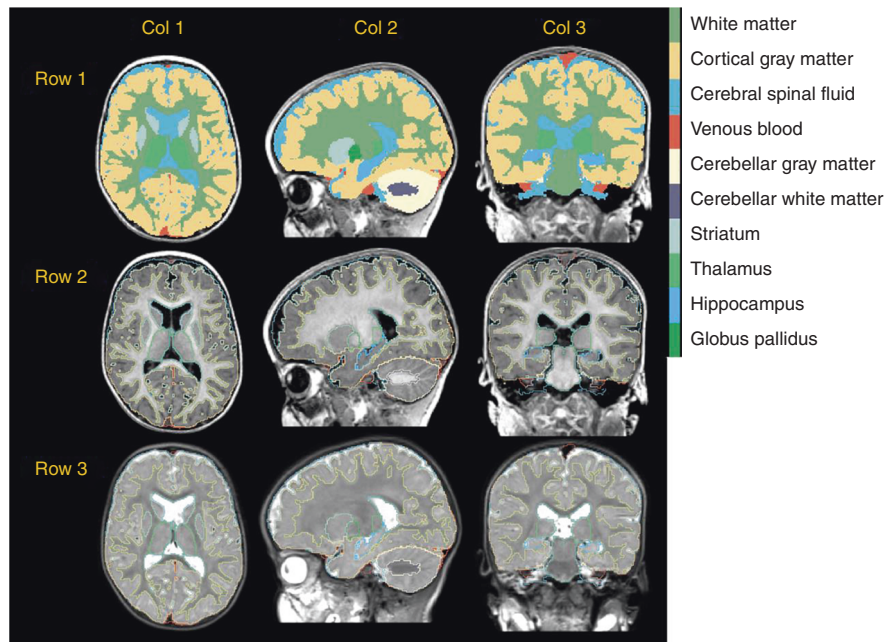 Col 1
Col 2
Col 3
Row 1
Row 2
Row 3
White matter
Cortical gray matter
Cerebral spinal fluid
Venous blood
Cerebellar gray matter
Cerebellar white matter
Striatum
Thalamus
Hippocampus
Globus pallidus